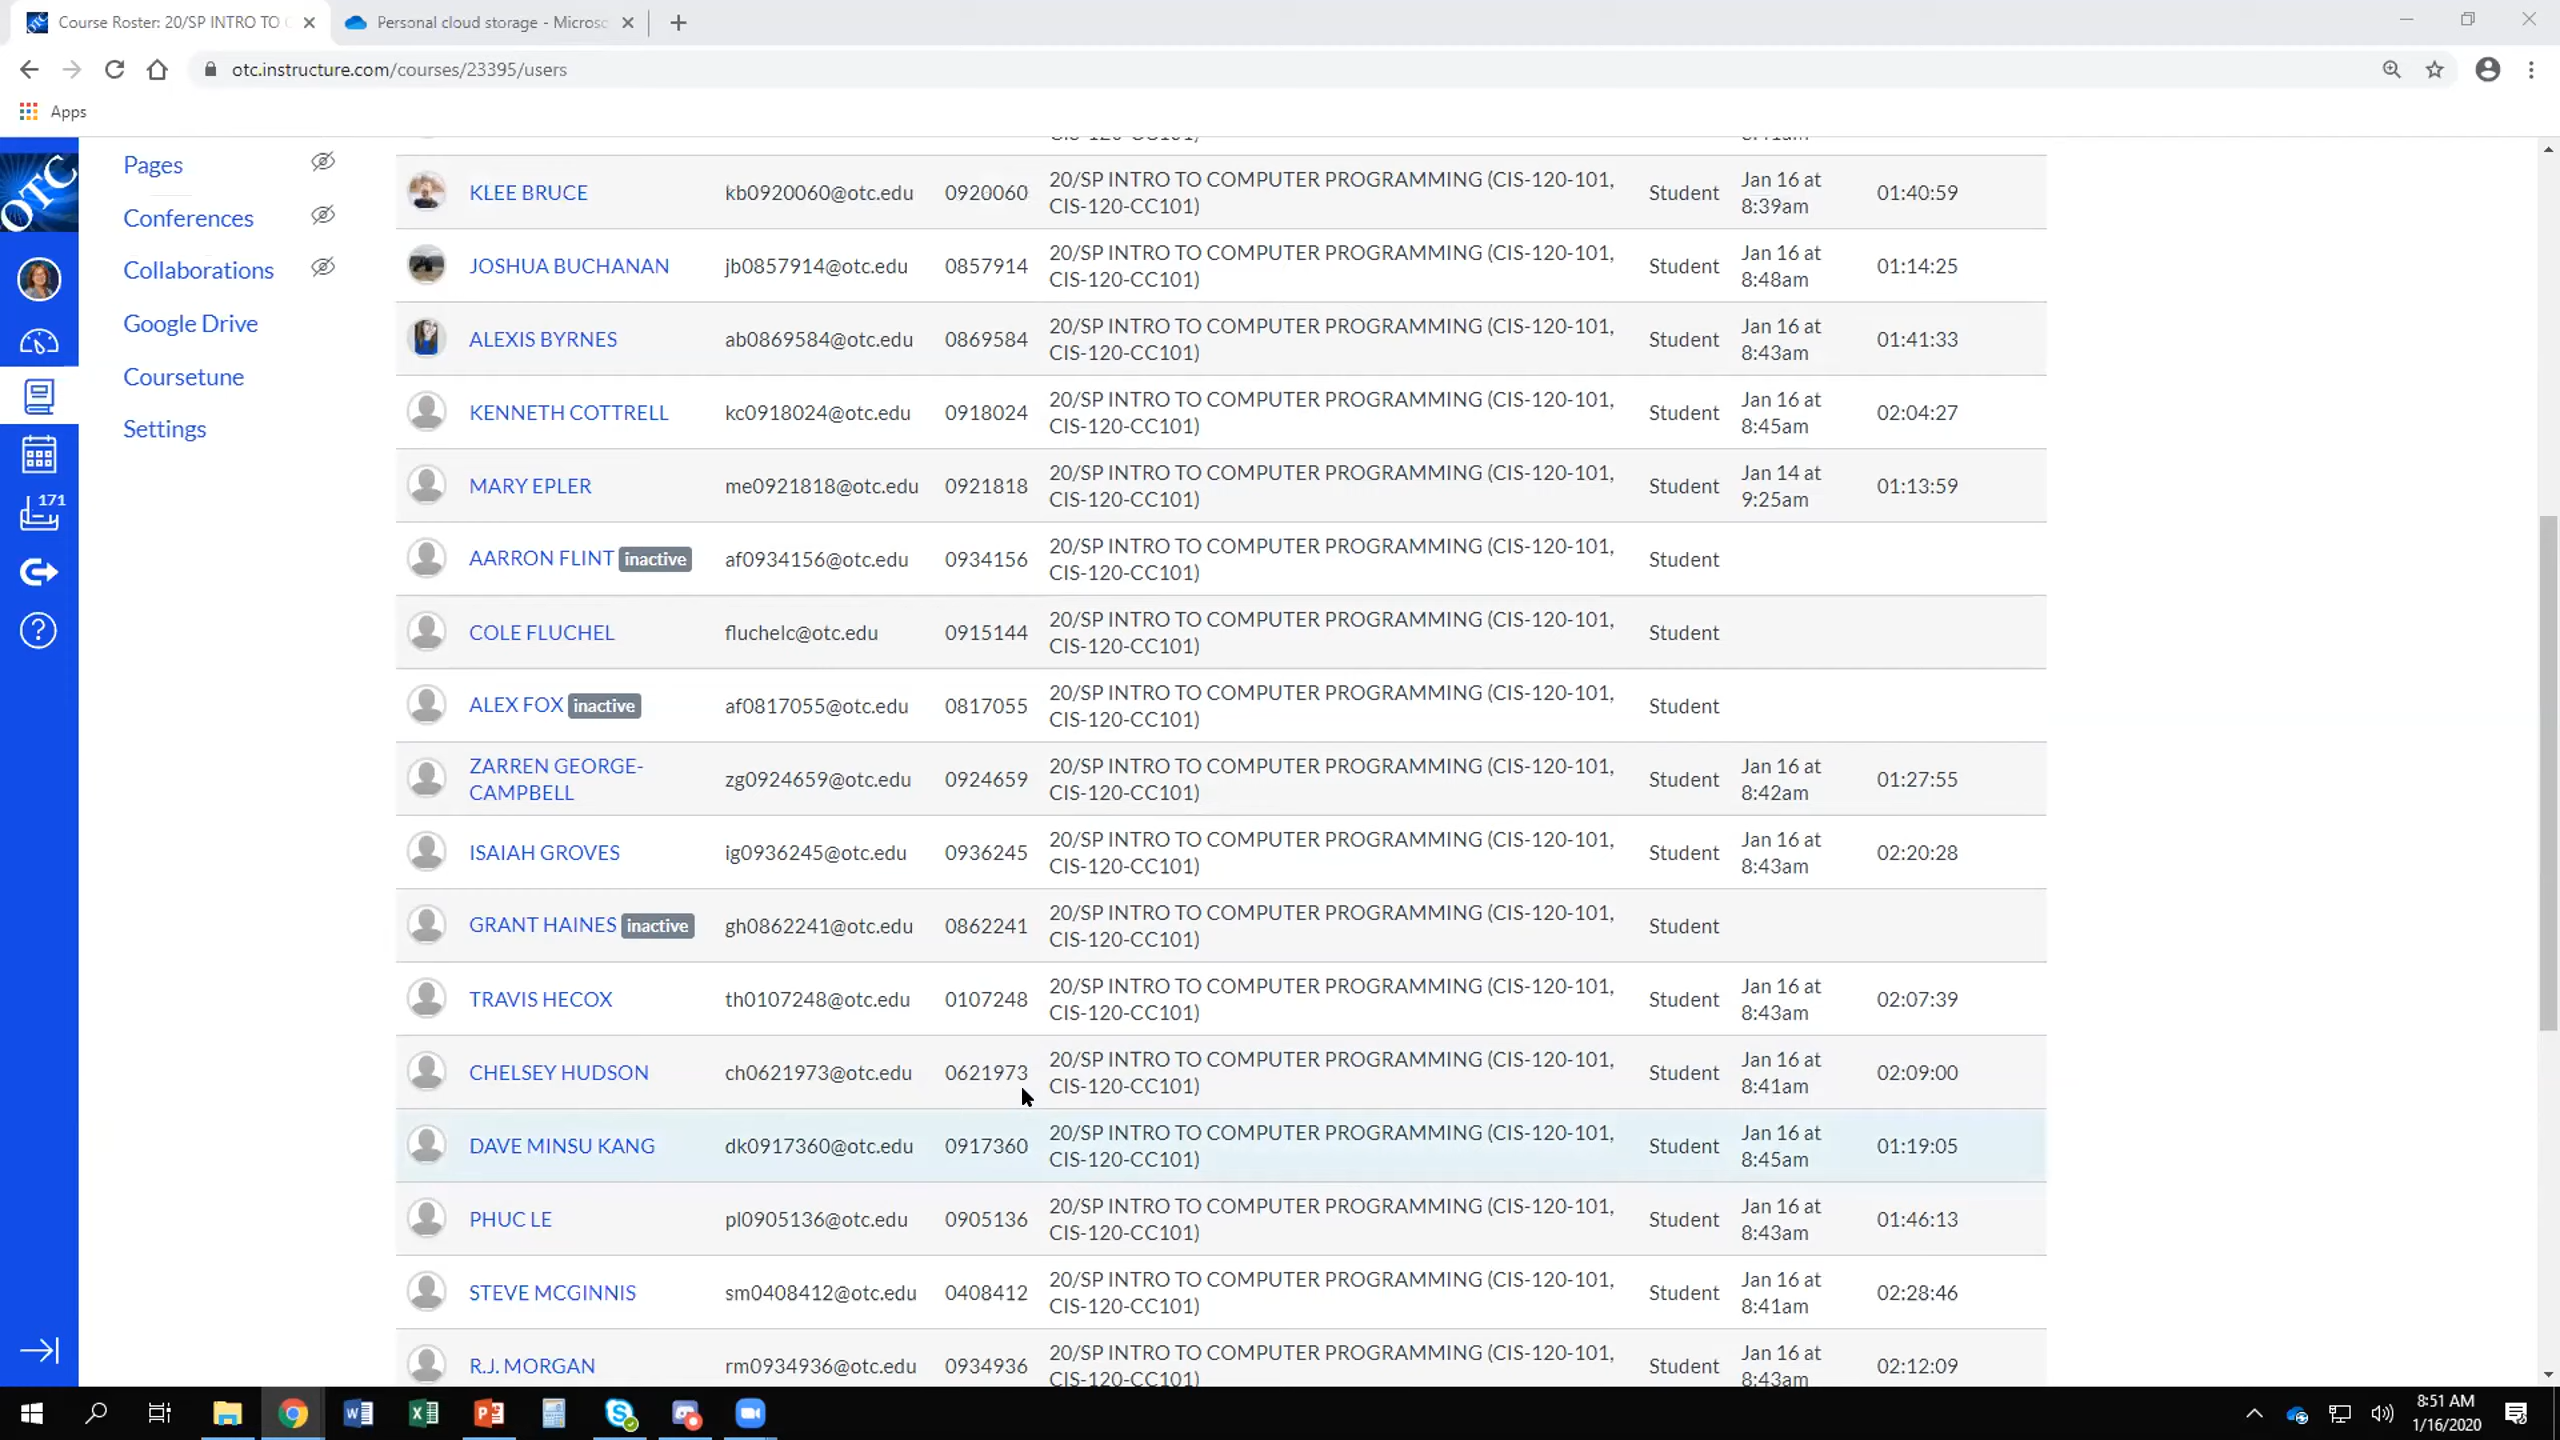 Course Roster: 20/SP INTRO TO
Personal cloud storage - Micros
otc.instructure.com/courses/23395/users
Apps
OTC
Pages
Conferences
Collaborations
Google Drive
Coursetune
Settings
171
KLEE BRUCE kb0920060@otc.edu 0920060 20/SP INTRO TO COMPUTER PROGRAMMING (CIS-120-101, Student Jan 16 at 01:40:59
CIS-120-CC101) 8:39am
JOSHUA BUCHANAN jb0857914@otc.edu 0857914 20/SP INTRO TO COMPUTER PROGRAMMING (CIS-120-101, Student Jan 16 at 01:14:25
CIS-120-CC101) 8:48am
ALEXIS BYRNES ab0869584@otc.edu 0869584 20/SP INTRO TO COMPUTER PROGRAMMING (CIS-120-101, Student Jan 16 at 01:41:33
CIS-120-CC101) 8:43am
KENNETH COTTRELL kc0918024@otc.edu 0918024 20/SP INTRO TO COMPUTER PROGRAMMING (CIS-120-101, Student Jan 16 at 02:04:27
CIS-120-CC101) 8:45am
MARY EPLER me0921818@otc.edu 0921818 20/SP INTRO TO COMPUTER PROGRAMMING (CIS-120-101, Student Jan 14 at 01:13:59
CIS-120-CC101) 9:25am
AARRON FLINT inactive af0934156@otc.edu 0934156 20/SP INTRO TO COMPUTER PROGRAMMING (CIS-120-101, Student
CIS-120-CC101)
COLE FLUCHEL fluchelc@otc.edu 0915144 20/SP INTRO TO COMPUTER PROGRAMMING (CIS-120-101, Student
CIS-120-CC101)
ALEX FOX inactive af0817055@otc.edu 0817055 20/SP INTRO TO COMPUTER PROGRAMMING (CIS-120-101, Student
CIS-120-CC101)
ZARREN GEORGE- zg0924659@otc.edu 0924659 20/SP INTRO TO COMPUTER PROGRAMMING (CIS-120-101, Student Jan 16 at 01:27:55
CAMPBELL CIS-120-CC101) 8:42am
ISAIAH GROVES ig0936245@otc.edu 0936245 20/SP INTRO TO COMPUTER PROGRAMMING (CIS-120-101, Student Jan 16 at 02:20:28
CIS-120-CC101) 8:43am
GRANT HAINES inactive gh0862241@otc.edu 0862241 20/SP INTRO TO COMPUTER PROGRAMMING (CIS-120-101, Student
CIS-120-CC101)
TRAVIS HECOX th0107248@otc.edu 0107248 20/SP INTRO TO COMPUTER PROGRAMMING (CIS-120-101, Student Jan 16 at 02:07:39
CIS-120-CC101) 8:43am
CHELSEY HUDSON ch0621973@otc.edu 0621973 20/SP INTRO TO COMPUTER PROGRAMMING (CIS-120-101, Student Jan 16 at 02:09:00
CIS-120-CC101) 8:41am
DAVE MINSU KANG dk0917360@otc.edu 0917360 20/SP INTRO TO COMPUTER PROGRAMMING (CIS-120-101, Student Jan 16 at 01:19:05
CIS-120-CC101) 8:45am
PHUC LE pl0905136@otc.edu 0905136 20/SP INTRO TO COMPUTER PROGRAMMING (CIS-120-101, Student Jan 16 at 01:46:13
CIS-120-CC101) 8:43am
STEVE MCGINNIS sm0408412@otc.edu 0408412 20/SP INTRO TO COMPUTER PROGRAMMING (CIS-120-101, Student Jan 16 at 02:28:46
CIS-120-CC101) 8:41am
R.J. MORGAN rm0934936@otc.edu 0934936 20/SP INTRO TO COMPUTER PROGRAMMING (CIS-120-101, Student Jan 16 at 02:12:09
CIS-120-CC101) 8:43am
8:51 AM
1/16/2020